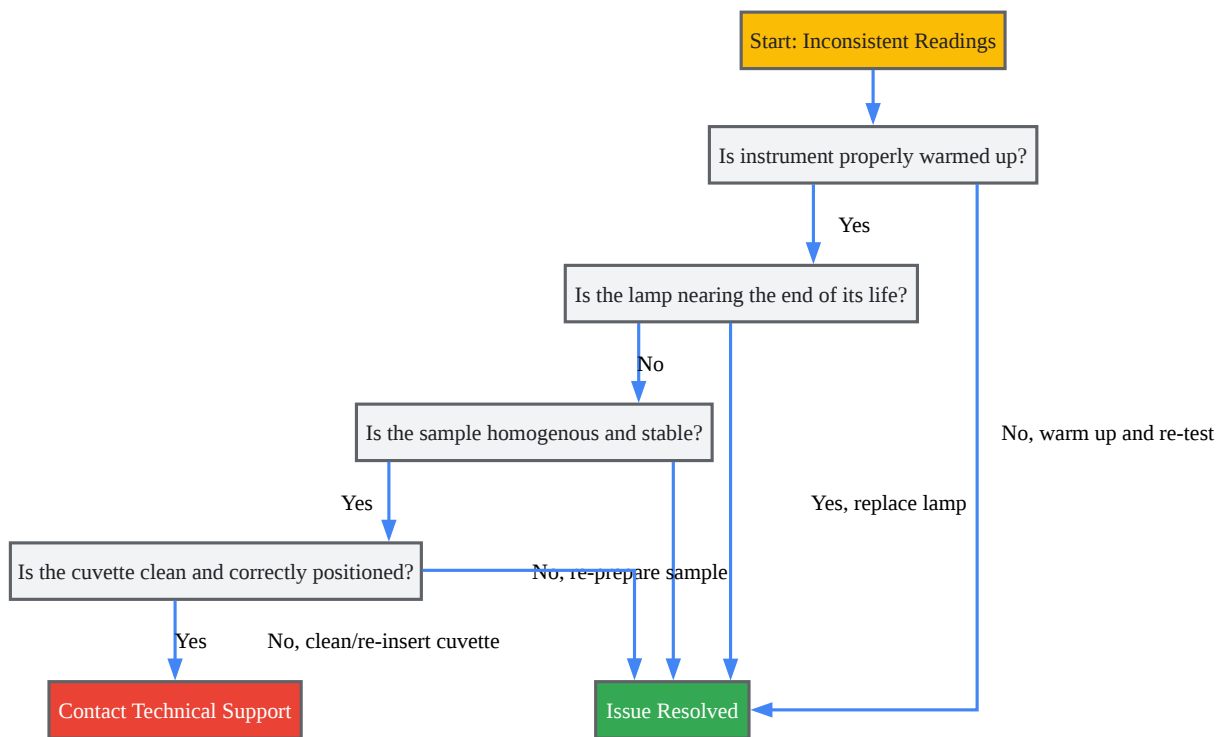 Start: Inconsistent Readings
Is instrument properly warmed up?
Yes
Is the lamp nearing the end of its life?
No
Is the sample homogenous and stable?
No, warm up and re-test
Yes
Yes, replace lamp
Is the cuvette clean and correctly positioned?
No, re-prepare sample
Yes
No, clean/re-insert cuvette
Contact Technical Support
Issue Resolved